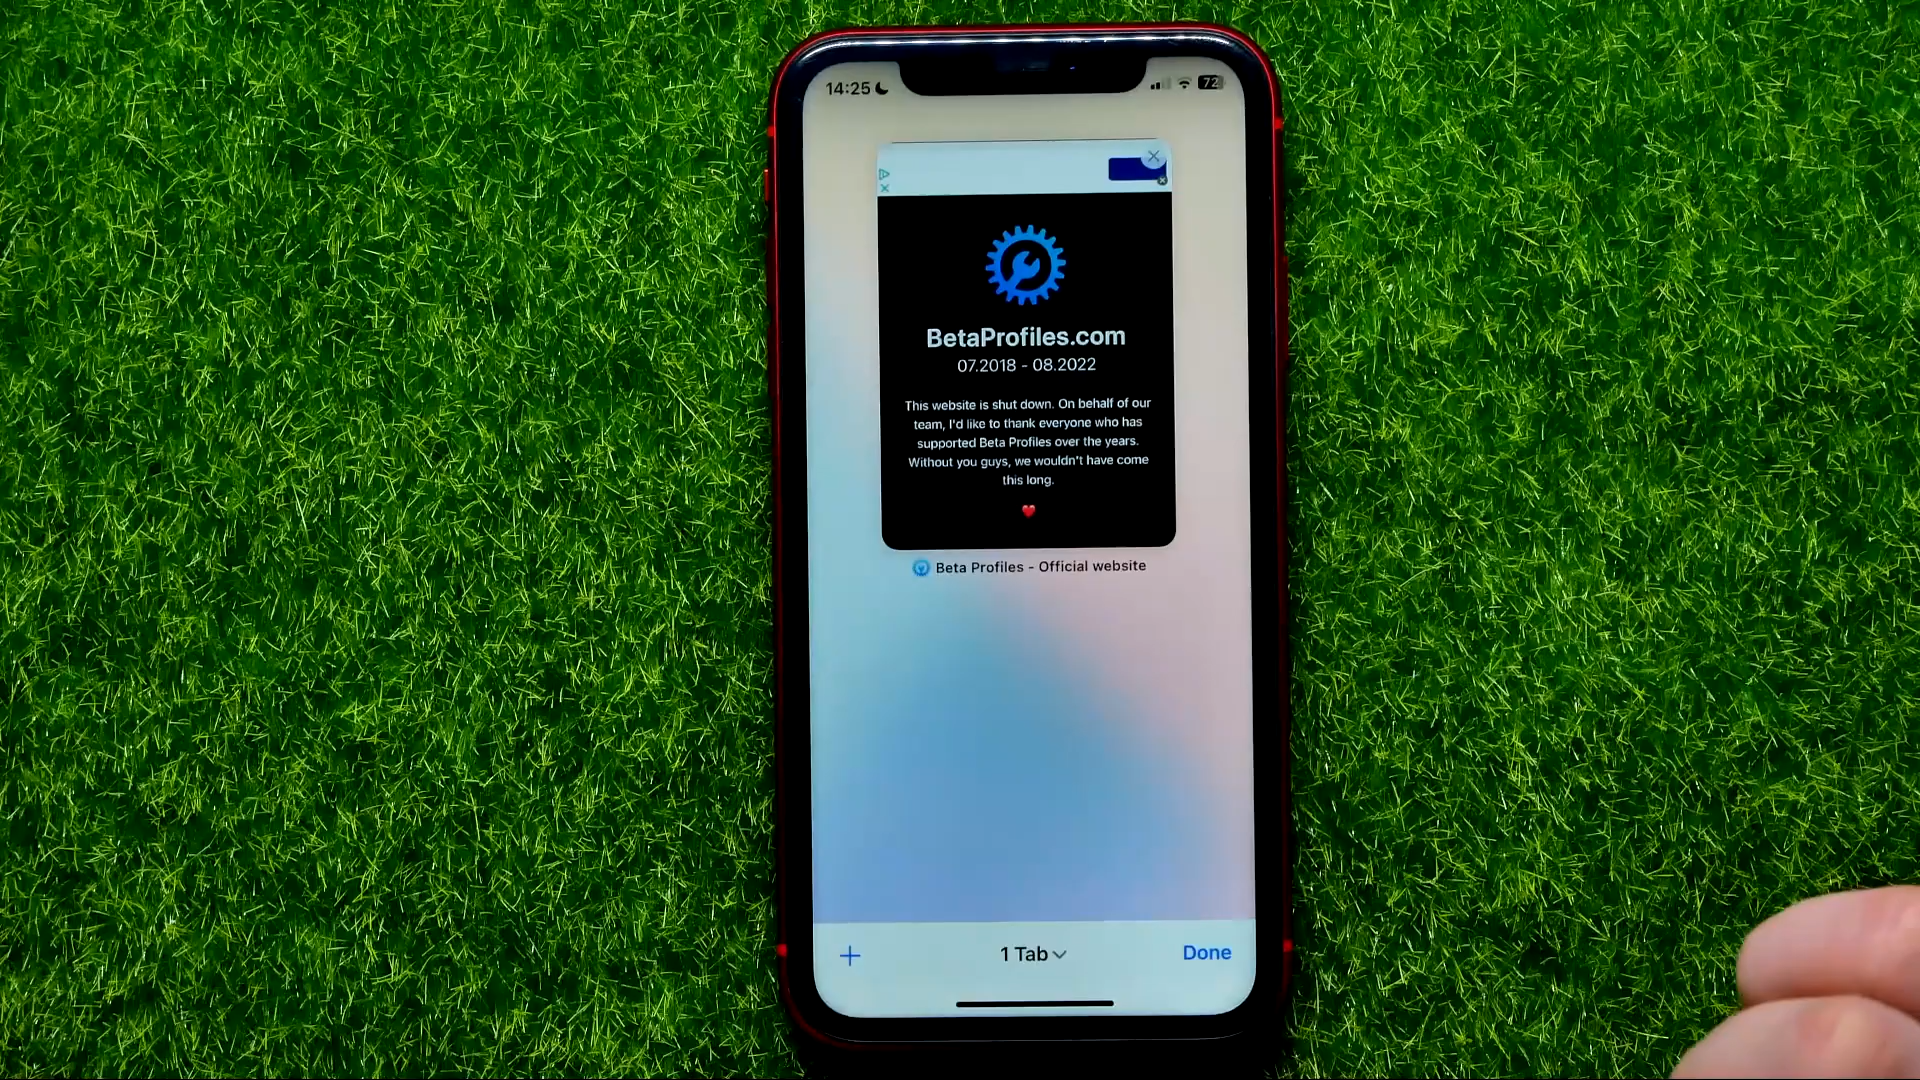 14:25
72
BetaProfiles.com
07.2018 - 08.2022
This website is shut down. On behalf of our
team, I'd like to thank everyone who has
supported Beta Profiles over the years.
Without you guys, we wouldn't have come
this long.
Beta Profiles - Official website
1 Tab
Done